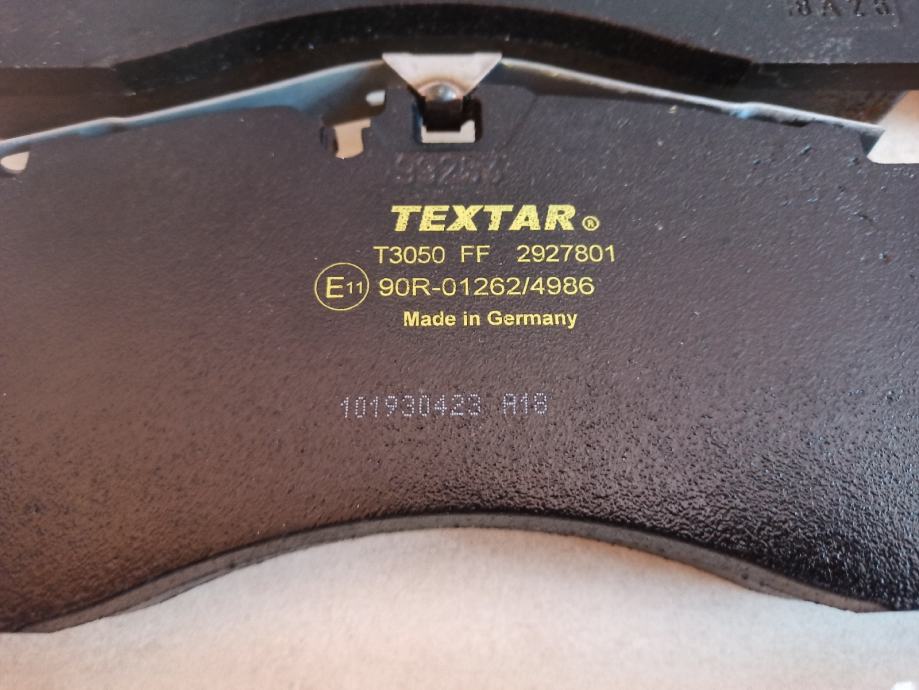 TEXTAR ®
T3050 FF 2927801
E11 90R-01262/4986
Made in Germany
101930423 A18